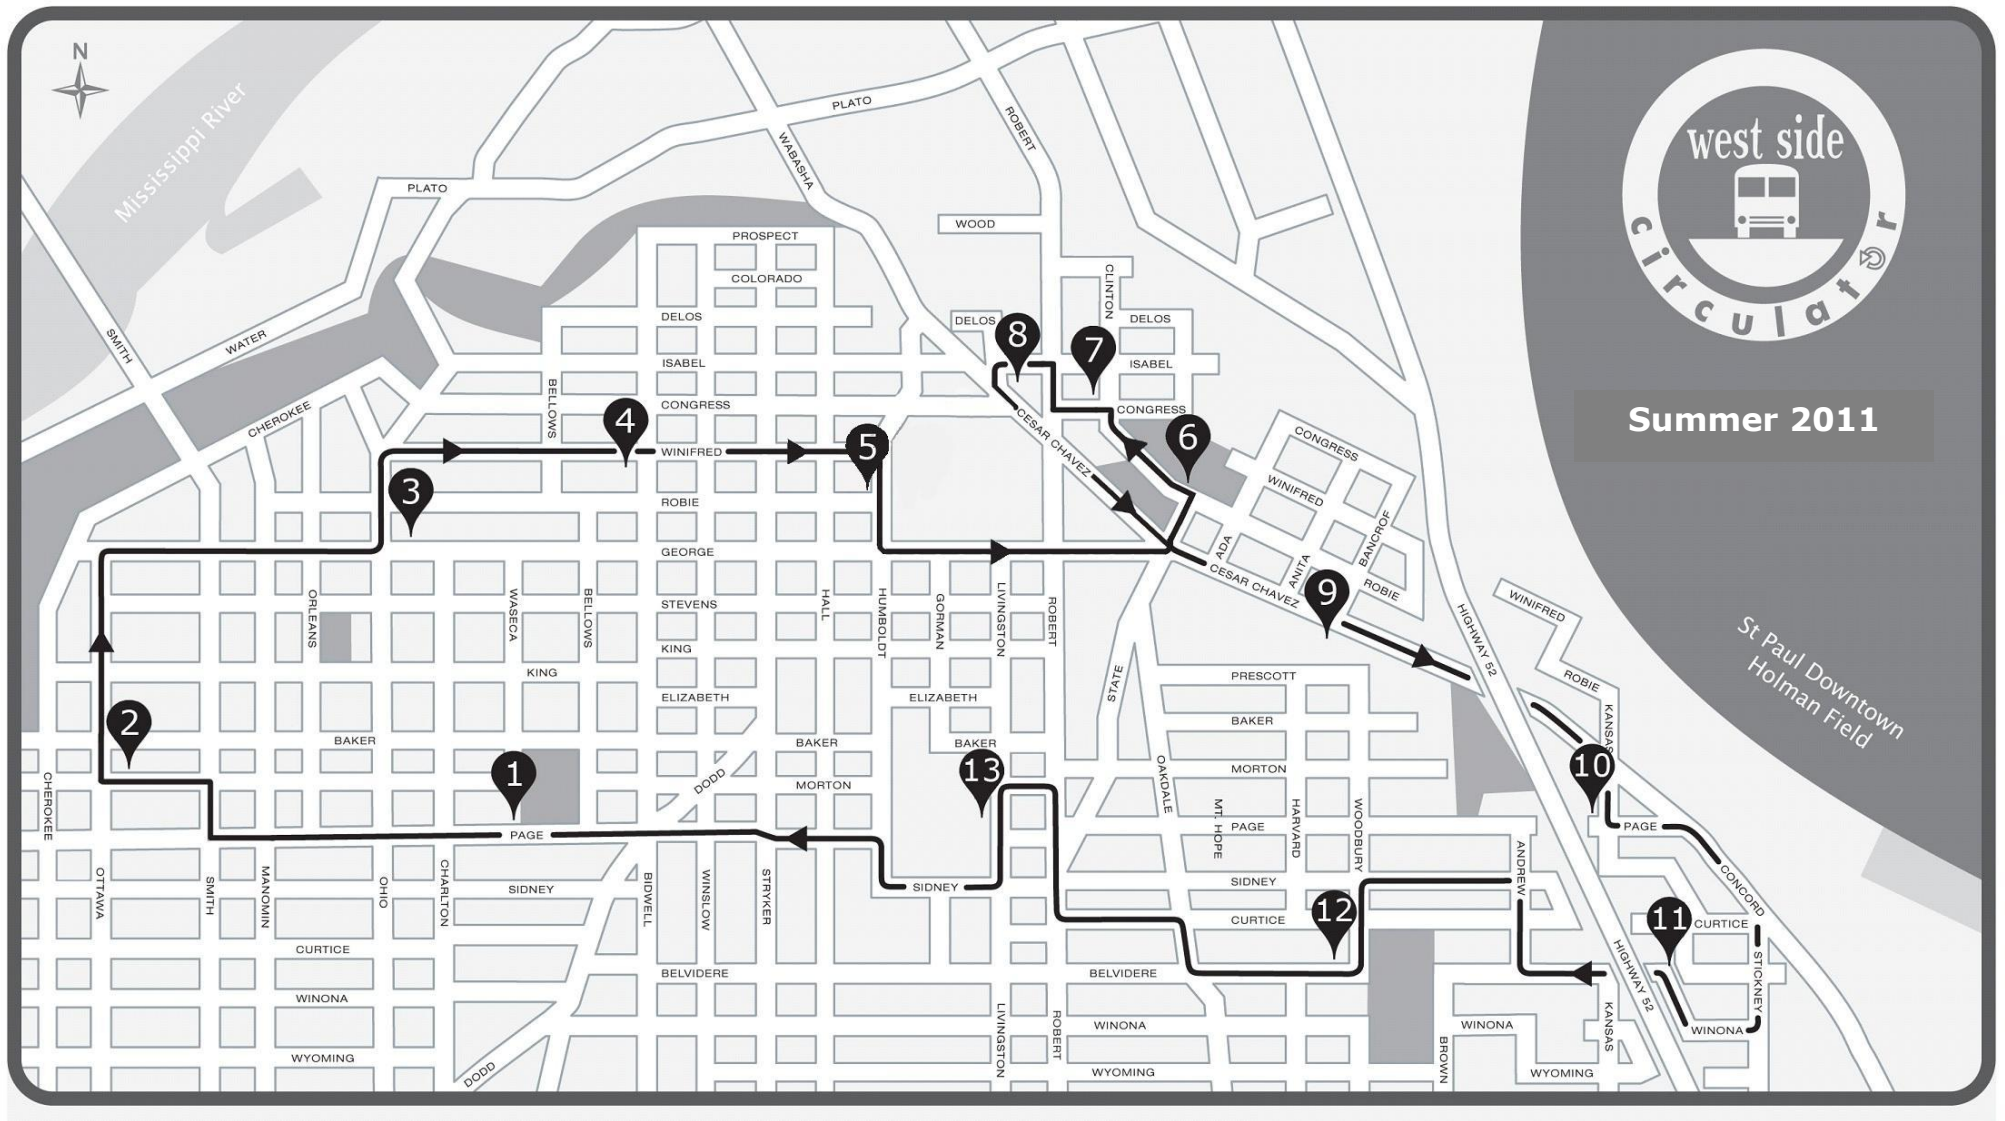 N
Mississippi River
west side
circulator
Summer 2011
St Paul Downtown
Holman Field
PLATO
PLATO
WABASHA
ROBERT
WOOD
SMITH
WATER
CHEROKEE
PROSPECT
COLORADO
DELOS
DELOS
CLINTON
DELOS
8
7
ISABEL
ISABEL
BELLOWS
4
CONGRESS
CONGRESS
CESAR CHAVEZ
6
CONGRESS
5
WINIFRED
WINIFRED
3
ROBIE
BANCROF
GEORGE
ADA
ANITA
CESAR CHAVEZ
9
ROBIE
ORLEANS
WASECA
BELLOWS
STEVENS
HALL
HUMBOLDT
GORMAN
LIVINGSTON
ROBERT
HIGHWAY 52
WINIFRED
KING
KING
ELIZABETH
ELIZABETH
STATE
PRESCOTT
ROBIE
KANSAS
2
BAKER
BAKER
BAKER
BAKER
1
DODD
MORTON
13
OAKDALE
MORTON
10
CHEROKEE
PAGE
MT. HOPE
PAGE
HARVARD
WOODBURY
PAGE
OTTAWA
SMITH
MANOMIN
OHIO
CHARLTON
SIDNEY
BIDWELL
WINSLOW
STRYKER
SIDNEY
SIDNEY
ANDREW
CONCORD
12
CURTICE
11
CURTICE
CURTICE
BELVIDERE
BELVIDERE
HIGHWAY 52
STICKNEY
WINONA
LIVINGSTON
ROBERT
WINONA
WINONA
KANSAS
WINONA
WYOMING
DODD
WYOMING
BROWN
WYOMING